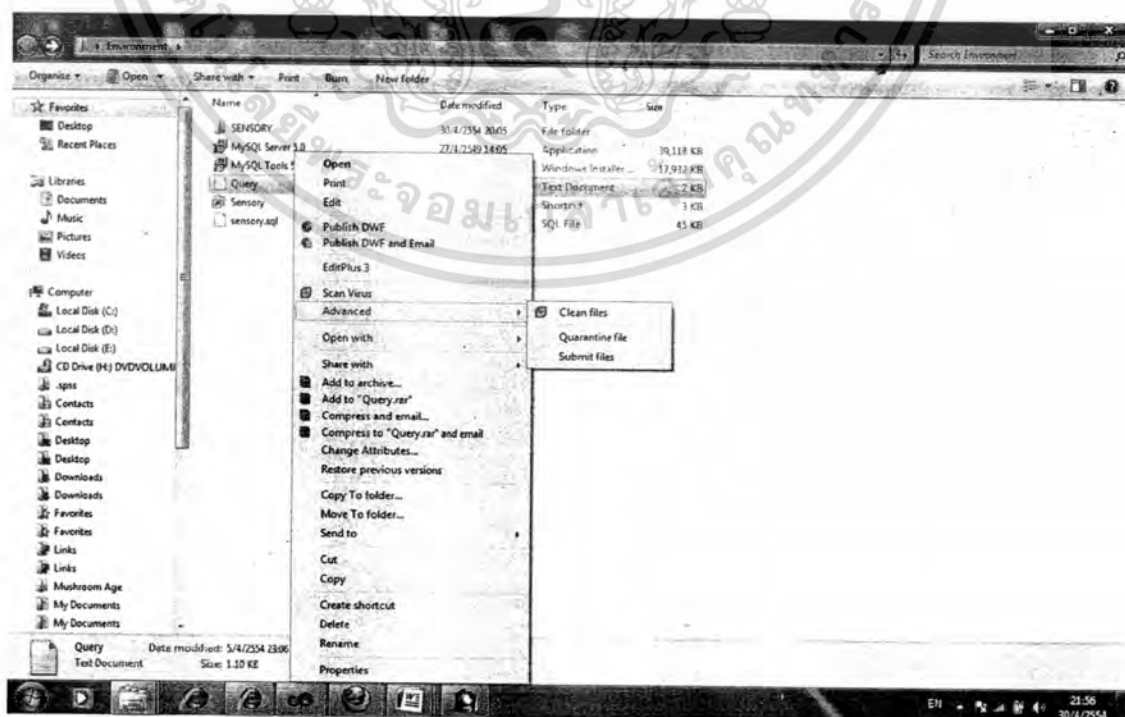 Environment
Search Environment
Organize
Open
Share with
Print
Burn
New folder
Name
Date modified
Type
Size
SENSORY 30/4/2554 20:05 File folder
MySQL Server 5.0 27/4/2549 14:05 Application 39,118 KB
MySQL Tools 5 Windows Installer ... 17,932 KB
Query Text Document 2 KB
Sensory Shortcut 3 KB
sensory.sql SQL File 45 KB
Favorites
Desktop
Recent Places
Libraries
Documents
Music
Pictures
Videos
Computer
Local Disk (C:)
Local Disk (D:)
Local Disk (E:)
CD Drive (H:) DVDVOLUM
.spss
Contacts
Contacts
Desktop
Desktop
Downloads
Downloads
Favorites
Favorites
Links
Links
Mushroom Age
My Documents
My Documents
Open
Print
Edit
Publish DWF
Publish DWF and Email
EditPlus 3
Scan Virus
Advanced
Open with
Share with
Add to archive...
Add to "Query.rar"
Compress and email...
Compress to "Query.rar" and email
Change Attributes...
Restore previous versions
Copy To folder...
Move To folder...
Send to
Cut
Copy
Create shortcut
Delete
Rename
Properties
Clean files
Quarantine file
Submit files
Query Date modified: 5/4/2554 23:06
Text Document Size: 1.10 KB
EN
21:56
30/4/2554